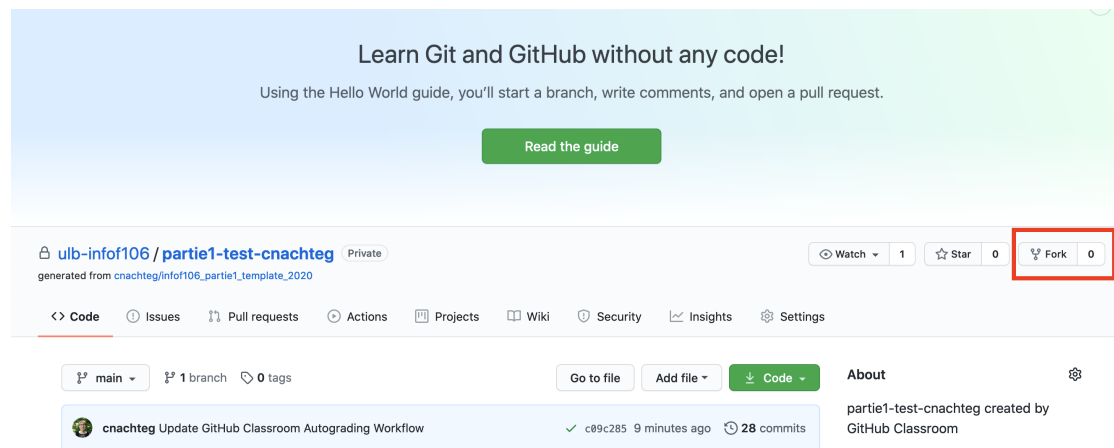 Learn Git and GitHub without any code!
Using the Hello World guide, you’ll start a branch, write comments, and open a pull request.
Read the guide
ulb-infof106 / partie1-test-cnachteg Private
Watch 1 Star 0 Fork 0
generated from cnachteg/infof106_partie1_template_2020
Code Issues Pull requests Actions Projects Wiki Security Insights Settings
main 1 branch 0 tags Go to file Add file Code About
partie1-test-cnachteg created by
GitHub Classroom
cnachteg Update GitHub Classroom Autograding Workflow c09c285 9 minutes ago 28 commits